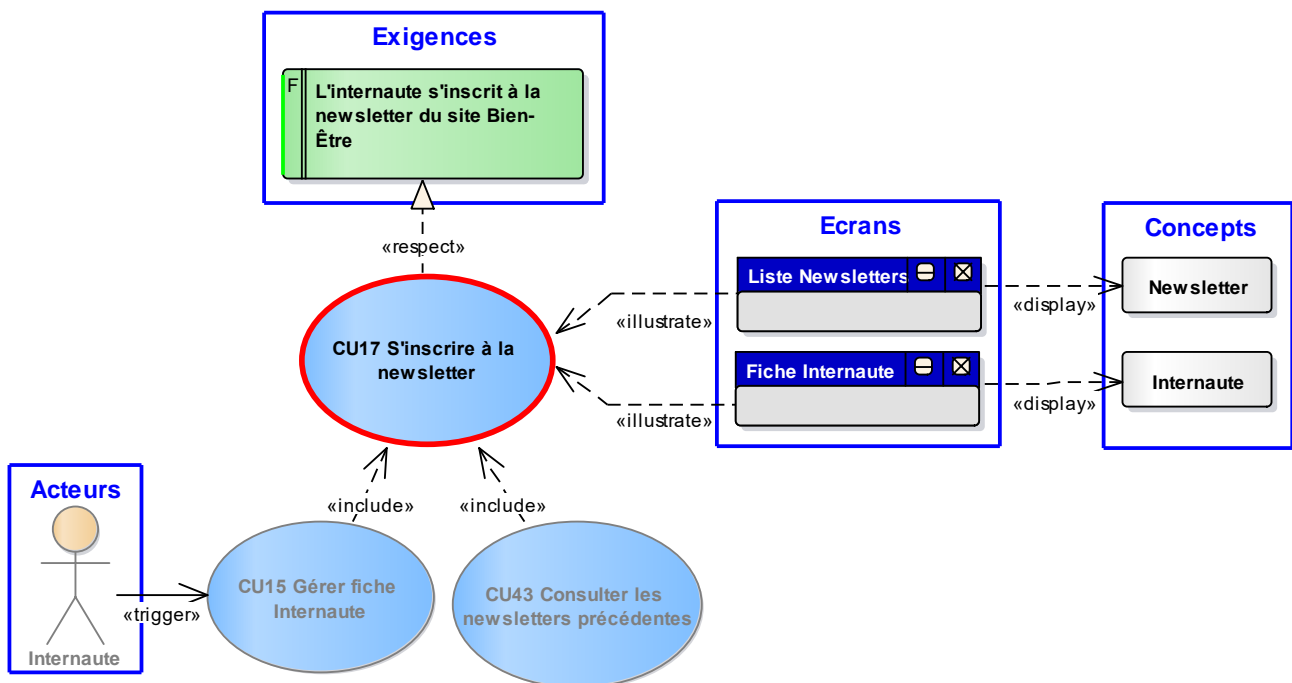 Exigences
F
L'internaute s'inscrit à la
newsletter du site Bien-
Être
«respect»
CU17 S'inscrire à la
newsletter
Ecrans
Liste Newsletters
«illustrate»
Fiche Internaute
«illustrate»
Concepts
«display»
Newsletter
«display»
Internaute
Acteurs
Internaute
«trigger»
«include»
«include»
CU15 Gérer fiche
Internaute
CU43 Consulter les
newsletters précédentes